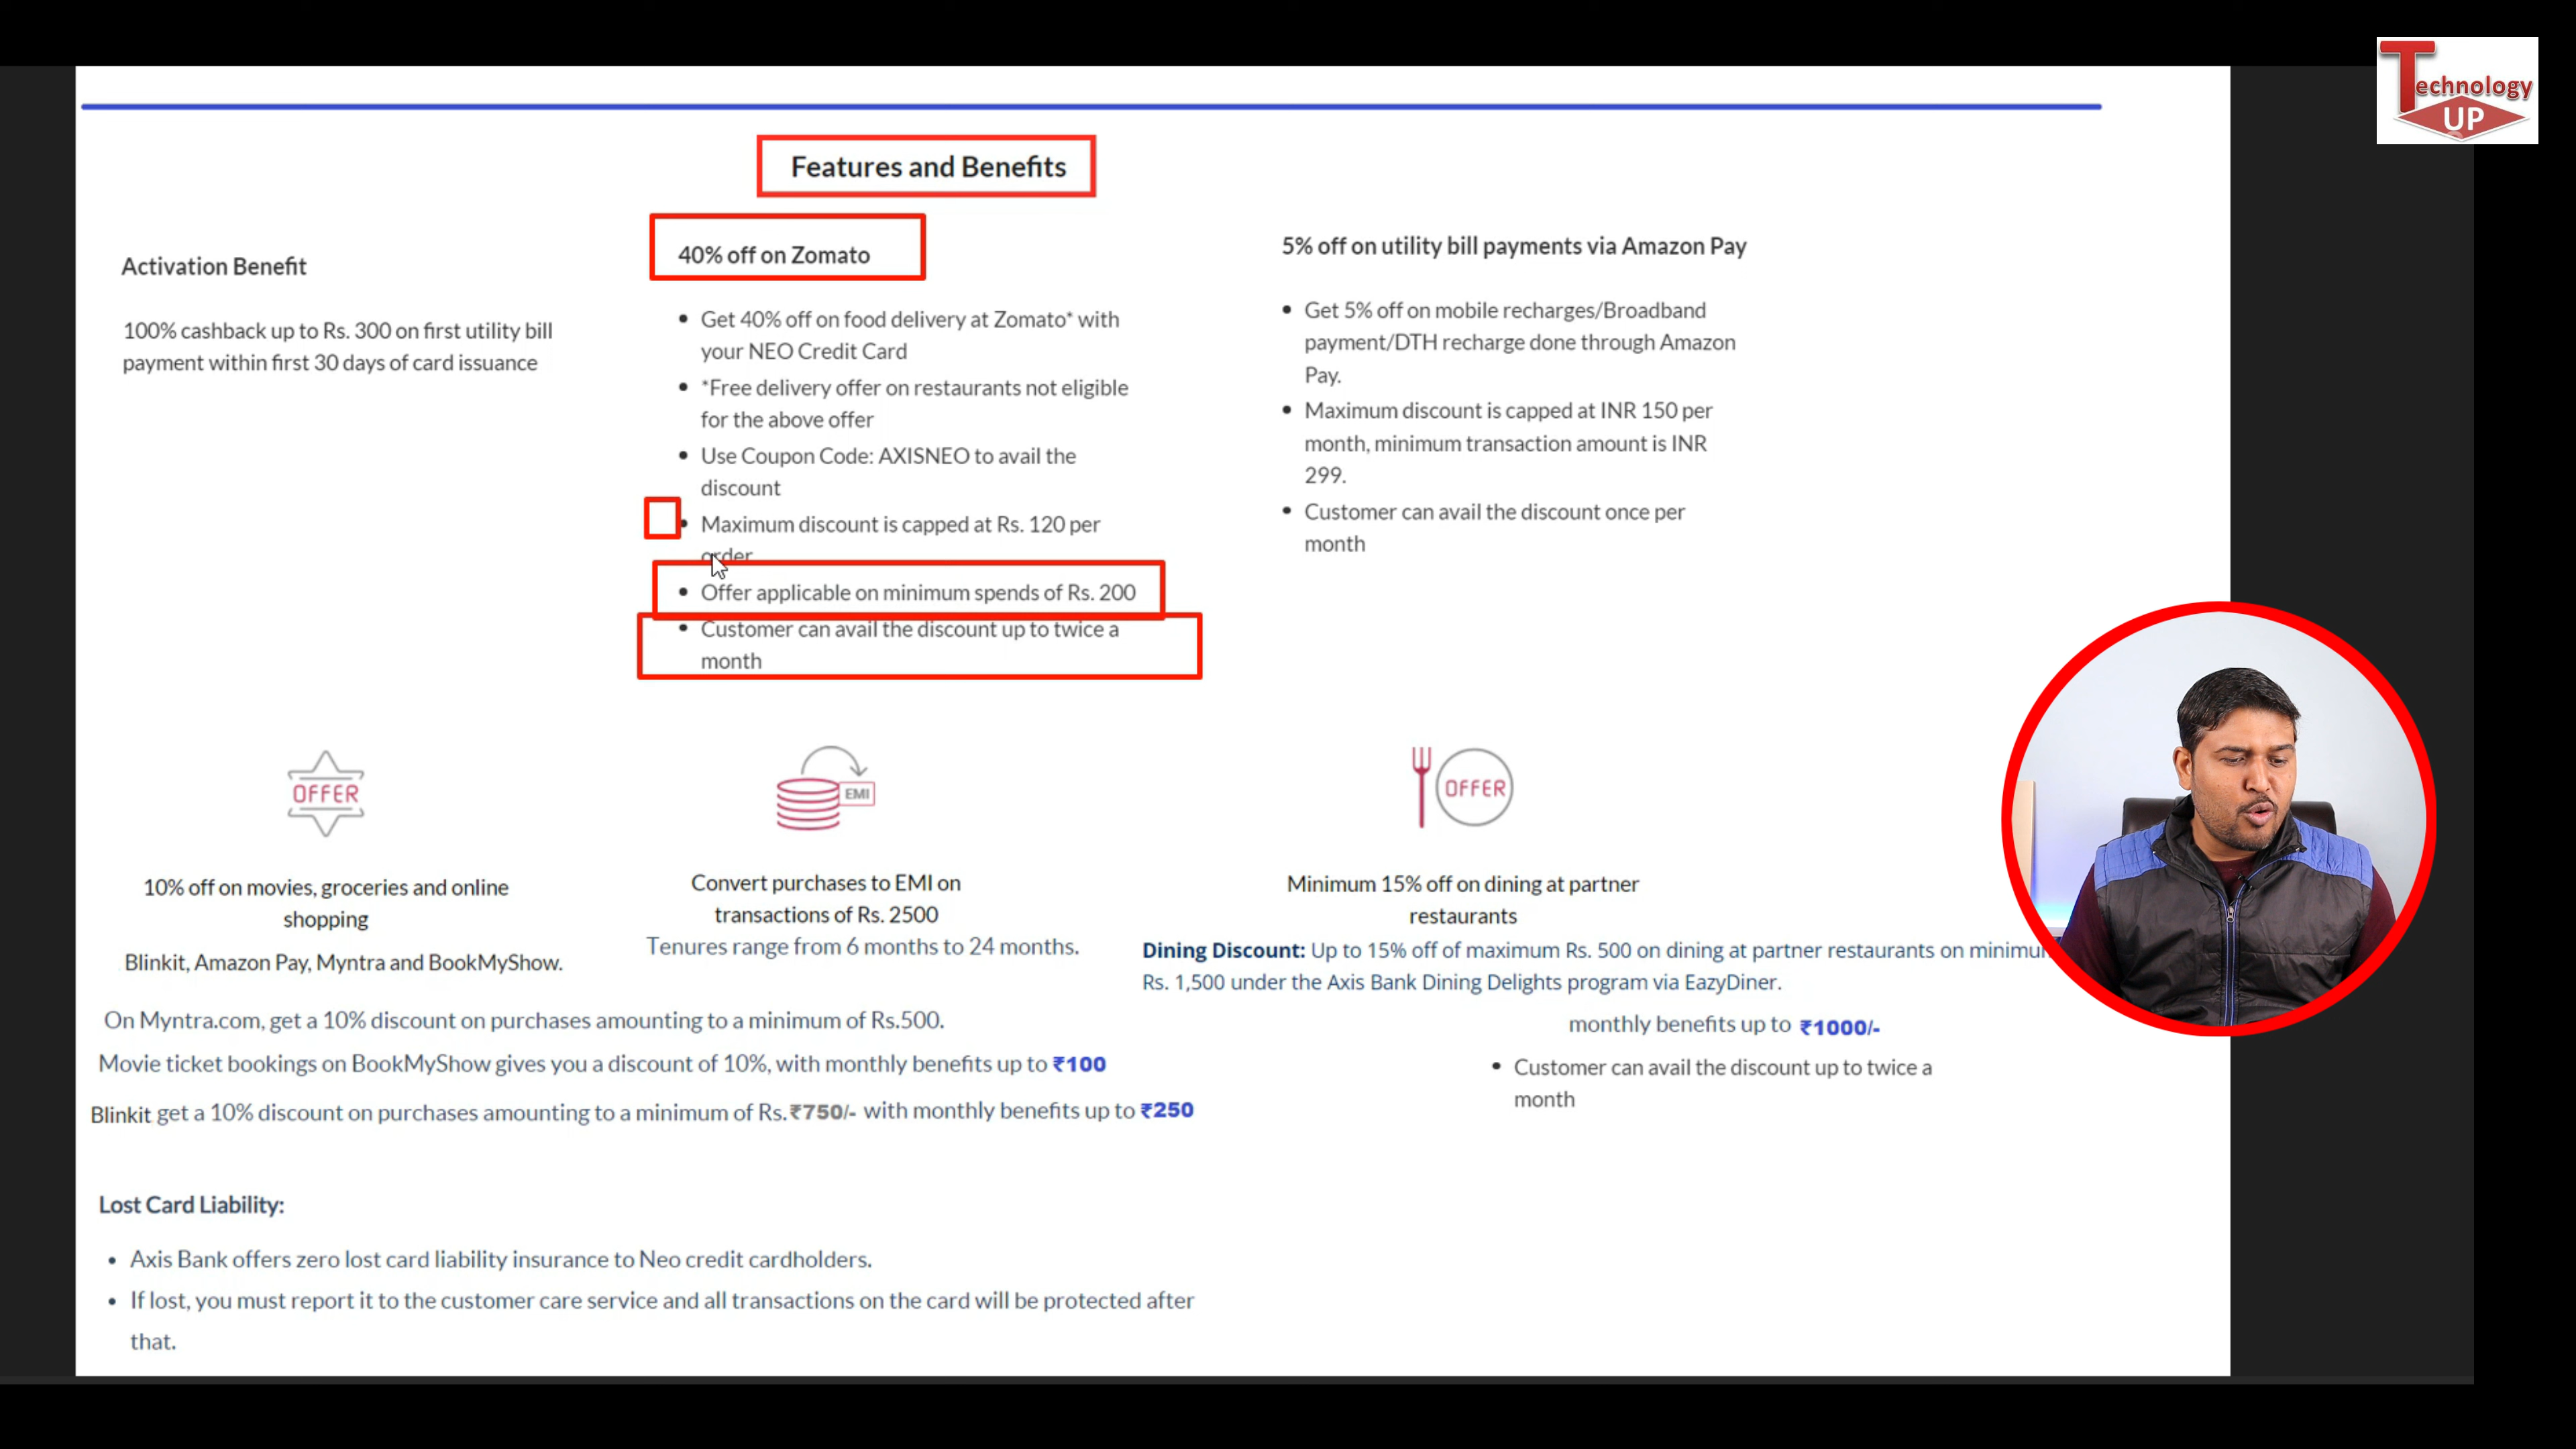 Technology
UP
Features and Benefits
Activation Benefit
100% cashback up to Rs. 300 on first utility bill
payment within first 30 days of card issuance
40% off on Zomato
• Get 40% off on food delivery at Zomato* with
your NEO Credit Card
• *Free delivery offer on restaurants not eligible
for the above offer
• Use Coupon Code: AXISNEO to avail the
discount
• Maximum discount is capped at Rs. 120 per
order
• Offer applicable on minimum spends of Rs. 200
• Customer can avail the discount up to twice a
month
5% off on utility bill payments via Amazon Pay
• Get 5% off on mobile recharges/Broadband
payment/DTH recharge done through Amazon
Pay.
• Maximum discount is capped at INR 150 per
month, minimum transaction amount is INR
299.
• Customer can avail the discount once per
month
OFFER
10% off on movies, groceries and online
shopping
Blinkit, Amazon Pay, Myntra and BookMyShow.
EMI
Convert purchases to EMI on
transactions of Rs. 2500
Tenures range from 6 months to 24 months.
OFFER
Minimum 15% off on dining at partner
restaurants
Dining Discount: Up to 15% off of maximum Rs. 500 on dining at partner restaurants on
Rs. 1,500 under the Axis Bank Dining Delights program via EazyDiner.
monthly benefits up to ₹1000/-
• Customer can avail the discount up to twice a
month
On Myntra.com, get a 10% discount on purchases amounting to a minimum of Rs.500.
Movie ticket bookings on BookMyShow gives you a discount of 10%, with monthly benefits up to ₹100
Blinkit get a 10% discount on purchases amounting to a minimum of Rs. ₹750/- with monthly benefits up to ₹250
Lost Card Liability:
• Axis Bank offers zero lost card liability insurance to Neo credit cardholders.
• If lost, you must report it to the customer care service and all transactions on the card will be protected after
that.